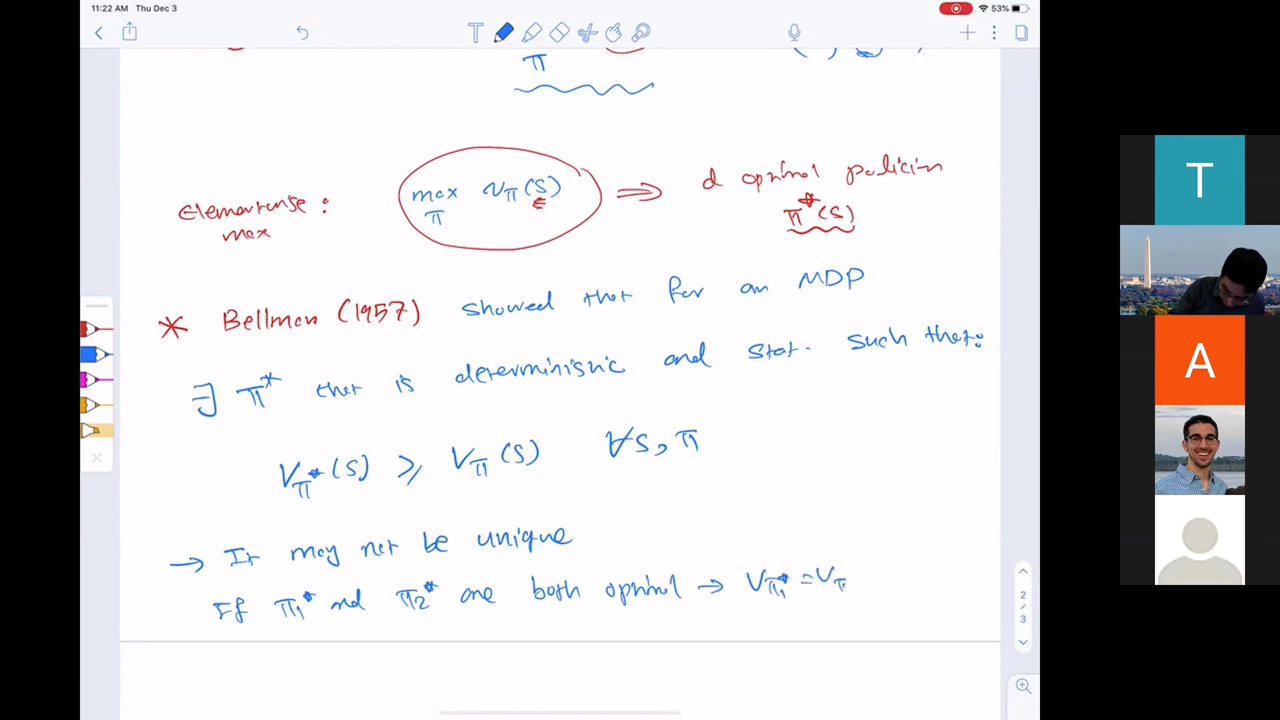 11:22 AM Thu Dec 3
53%
T
π
Elementwise :
max
max Vπ(S)
π
⇒
d optimal policies
π*(S)
* Bellman (1957) showed that for an MDP
∃ π* that is deterministic and stat. such that:
Vπ*(S) ⩾ Vπ(S) ∀s, π
→ It may not be unique
If π₁* and π₂* are both optimal → Vπ₁* = Vπ
2 / 3
T
A